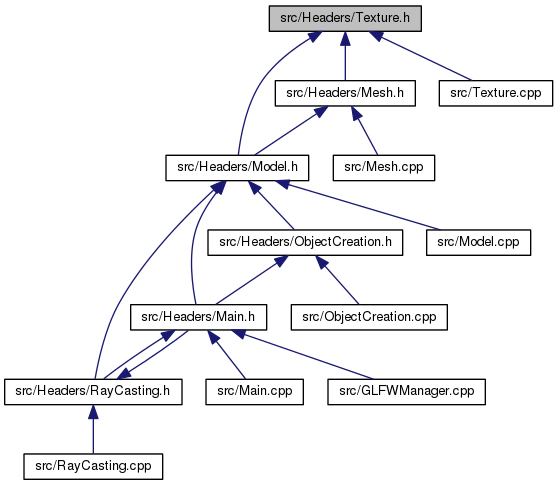 src/Headers/Texture.h
src/Headers/Mesh.h
src/Texture.cpp
src/Headers/Model.h
src/Mesh.cpp
src/Headers/ObjectCreation.h
src/Model.cpp
src/Headers/Main.h
src/ObjectCreation.cpp
src/Headers/RayCasting.h
src/Main.cpp
src/GLFWManager.cpp
src/RayCasting.cpp